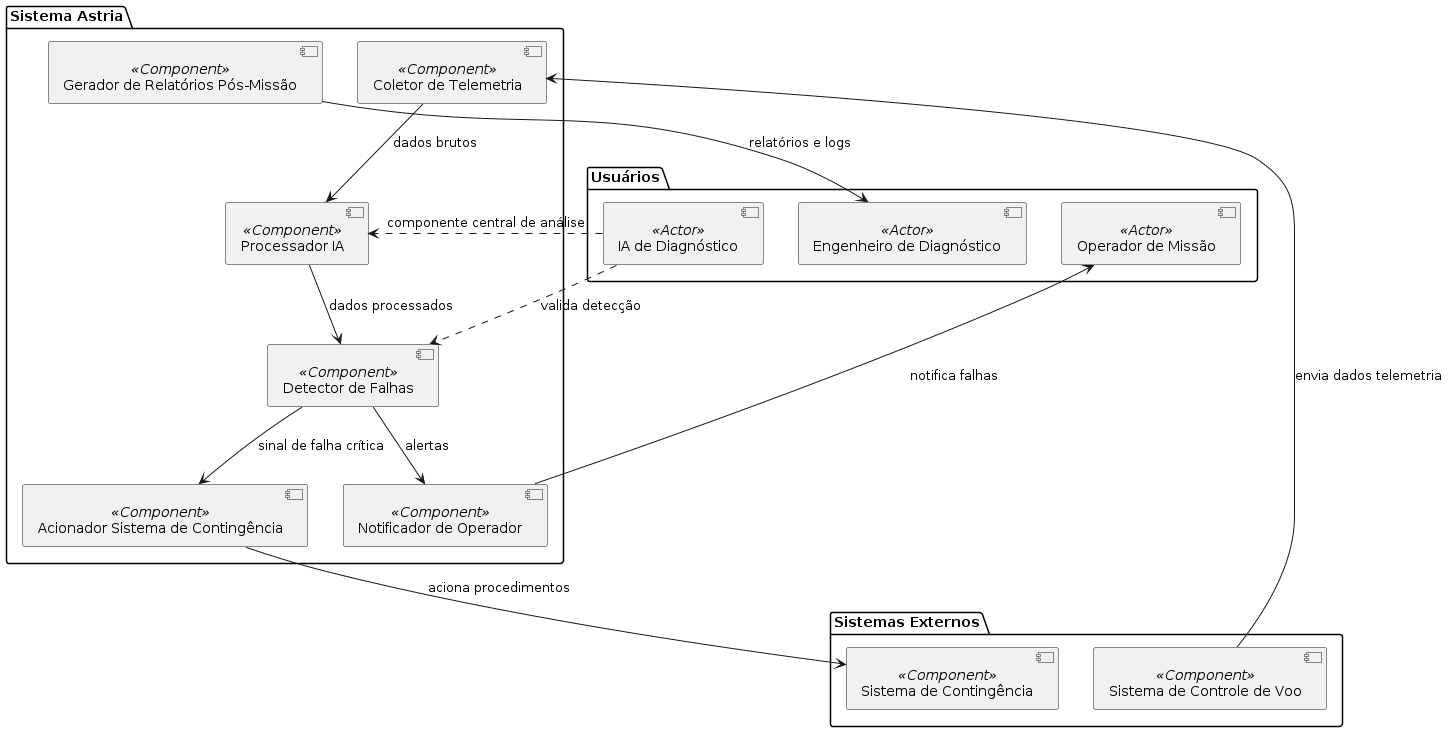 Sistema Astria
«Component»
Gerador de Relatórios Pós-Missão
«Component»
Coletor de Telemetria
dados brutos
relatórios e logs
Usuários
«Component»
Processador IA
componente central de análise
«Actor»
IA de Diagnóstico
«Actor»
Engenheiro de Diagnóstico
«Actor»
Operador de Missão
dados processados
valida detecção
«Component»
Detector de Falhas
notifica falhas
envia dados telemetria
sinal de falha crítica
alertas
«Component»
Acionador Sistema de Contingência
«Component»
Notificador de Operador
aciona procedimentos
Sistemas Externos
«Component»
Sistema de Contingência
«Component»
Sistema de Controle de Voo